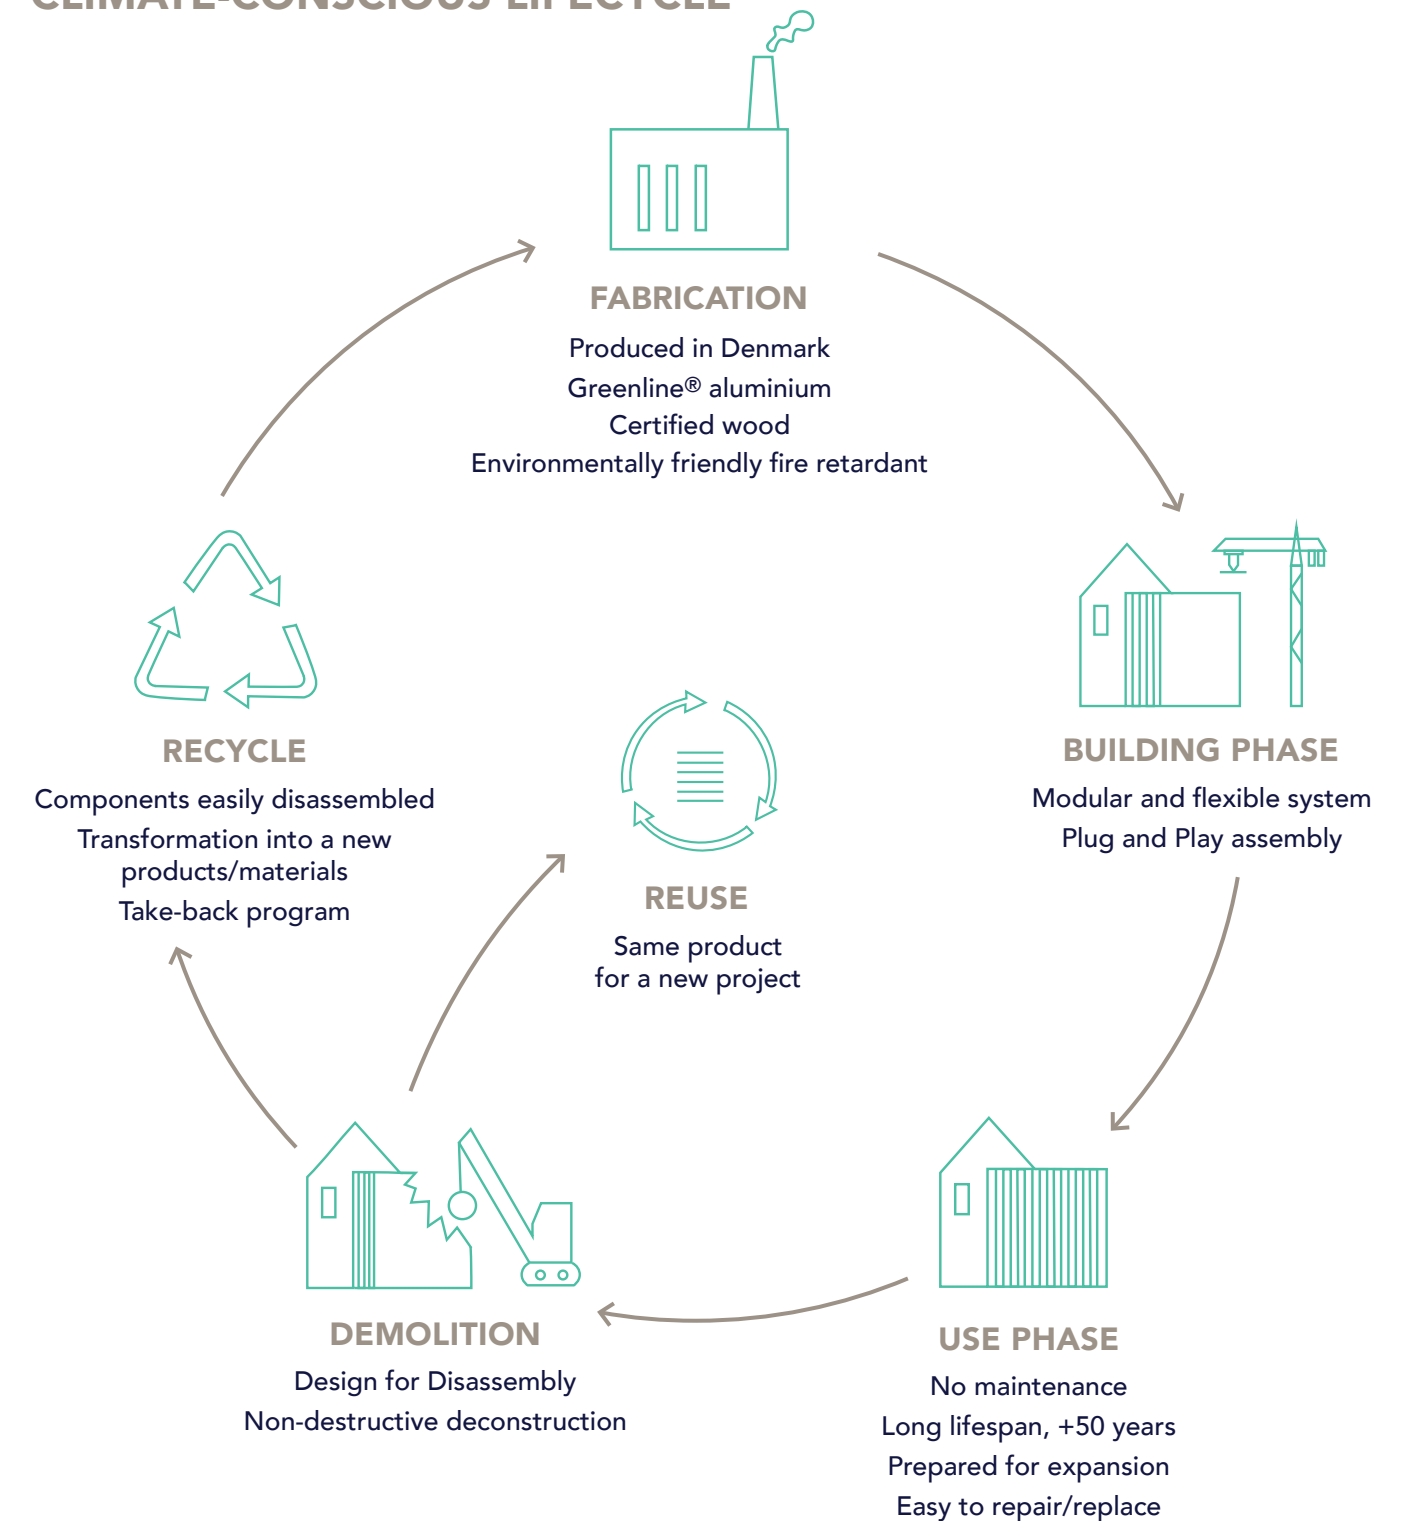 CLIMATE-CONSCIOUS LIFECYCLE
FABRICATION
Produced in Denmark
Greenline® aluminium
Certified wood
Environmentally friendly fire retardant
BUILDING PHASE
Modular and flexible system
Plug and Play assembly
USE PHASE
No maintenance
Long lifespan, +50 years
Prepared for expansion
Easy to repair/replace
DEMOLITION
Design for Disassembly
Non-destructive deconstruction
REUSE
Same product
for a new project
RECYCLE
Components easily disassembled
Transformation into a new
products/materials
Take-back program